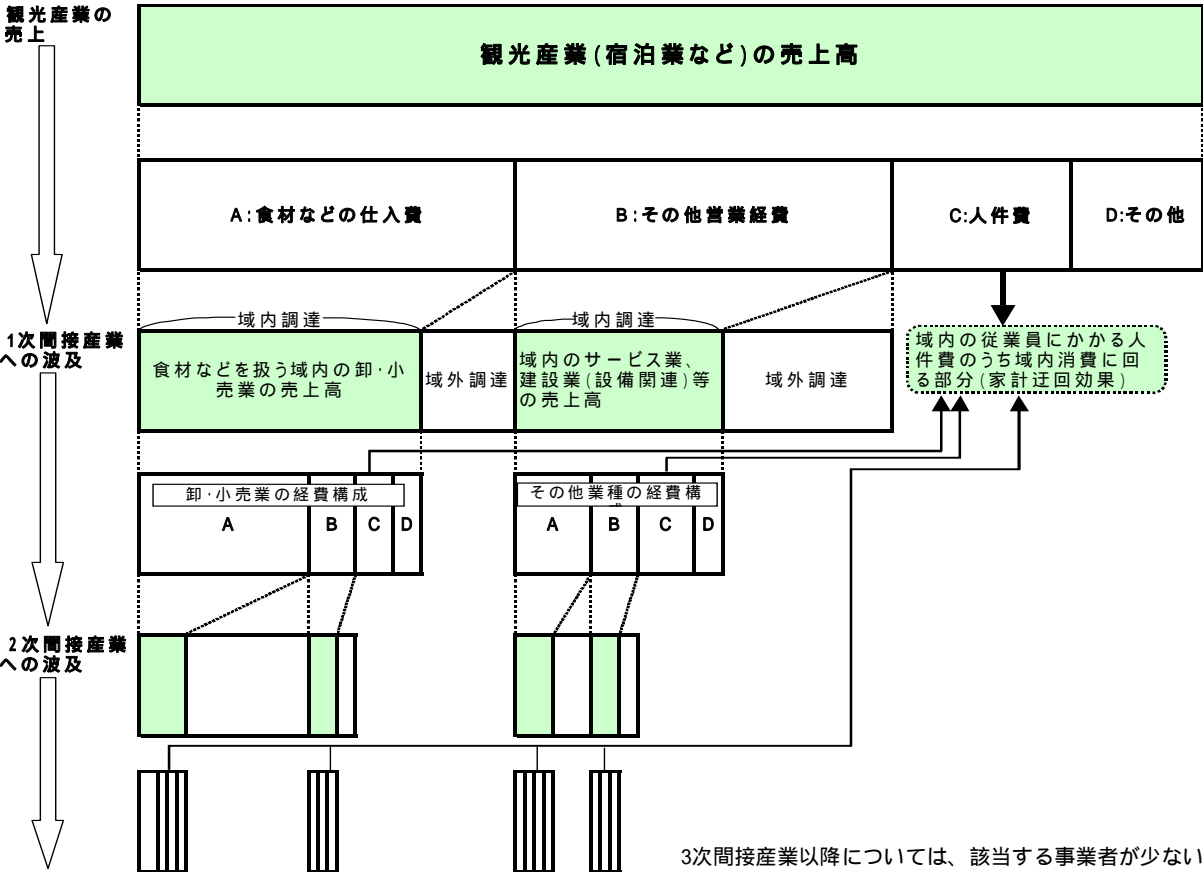 観光産業の
売上
観光産業(宿泊業など)の売上高
A:食材などの仕入費
B:その他営業経費
C:人件費
D:その他
1次間接産業
への波及
域内調達
域内調達
食材などを扱う域内の卸·小
売業の売上高
域外調達
域内のサービス業、
建設業(設備関連)等
の売上高
域外調達
域内の従業員にかかる人
件費のうち域内消費に回
る部分(家計迂回効果)
卸·小売業の経費構成
A
B
C
D
その他業種の経費構
A
B
C
D
2次間接産業
への波及
3次間接産業以降については、該当する事業者が少ない